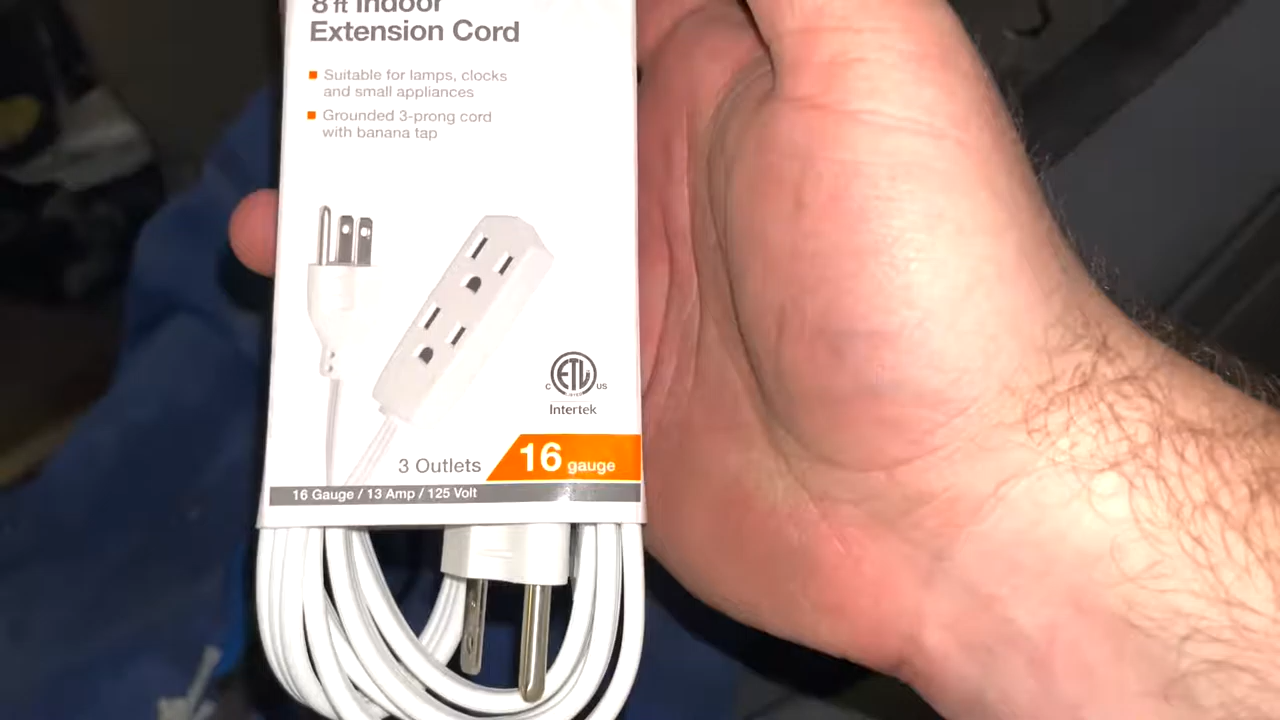 8 ft Indoor
Extension Cord
Suitable for lamps, clocks
and small appliances
Grounded 3-prong cord
with banana tap
C ETL US
LISTED
Intertek
3 Outlets
16 gauge
16 Gauge / 13 Amp / 125 Volt